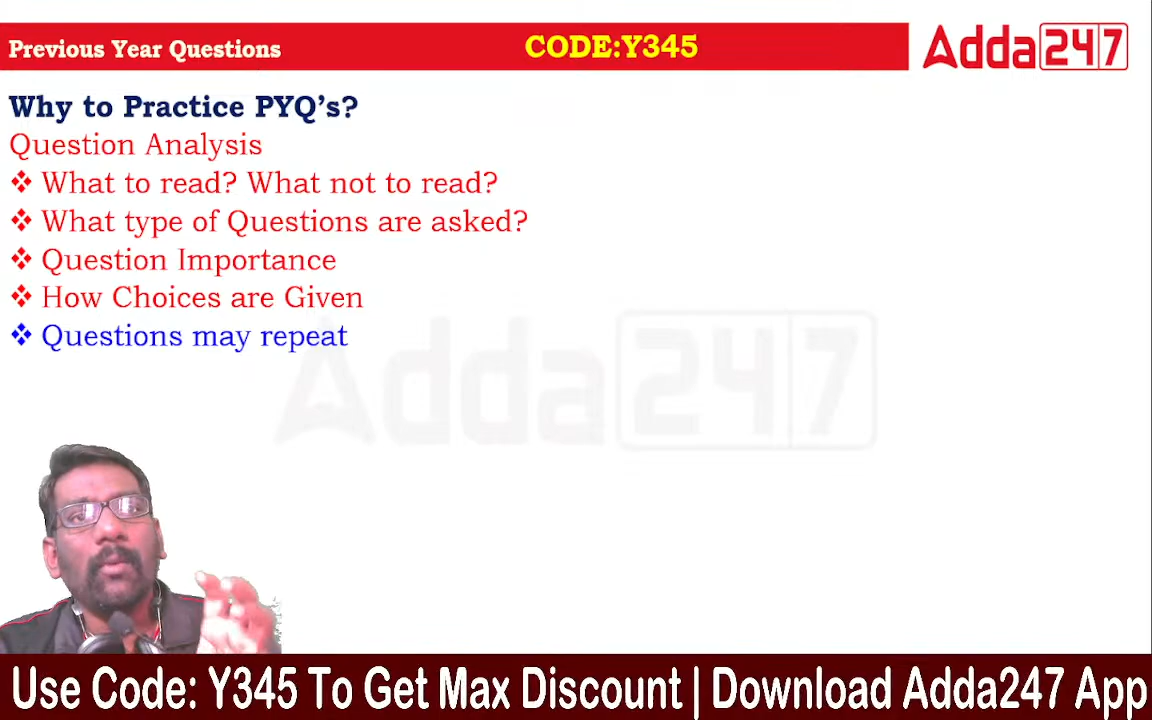 Previous Year Questions
CODE:Y345
Adda247
Why to Practice PYQ's?
Question Analysis
❖ What to read? What not to read?
❖ What type of Questions are asked?
❖ Question Importance
❖ How Choices are Given
❖ Questions may repeat
Adda247
Use Code: Y345 To Get Max Discount | Download Adda247 App